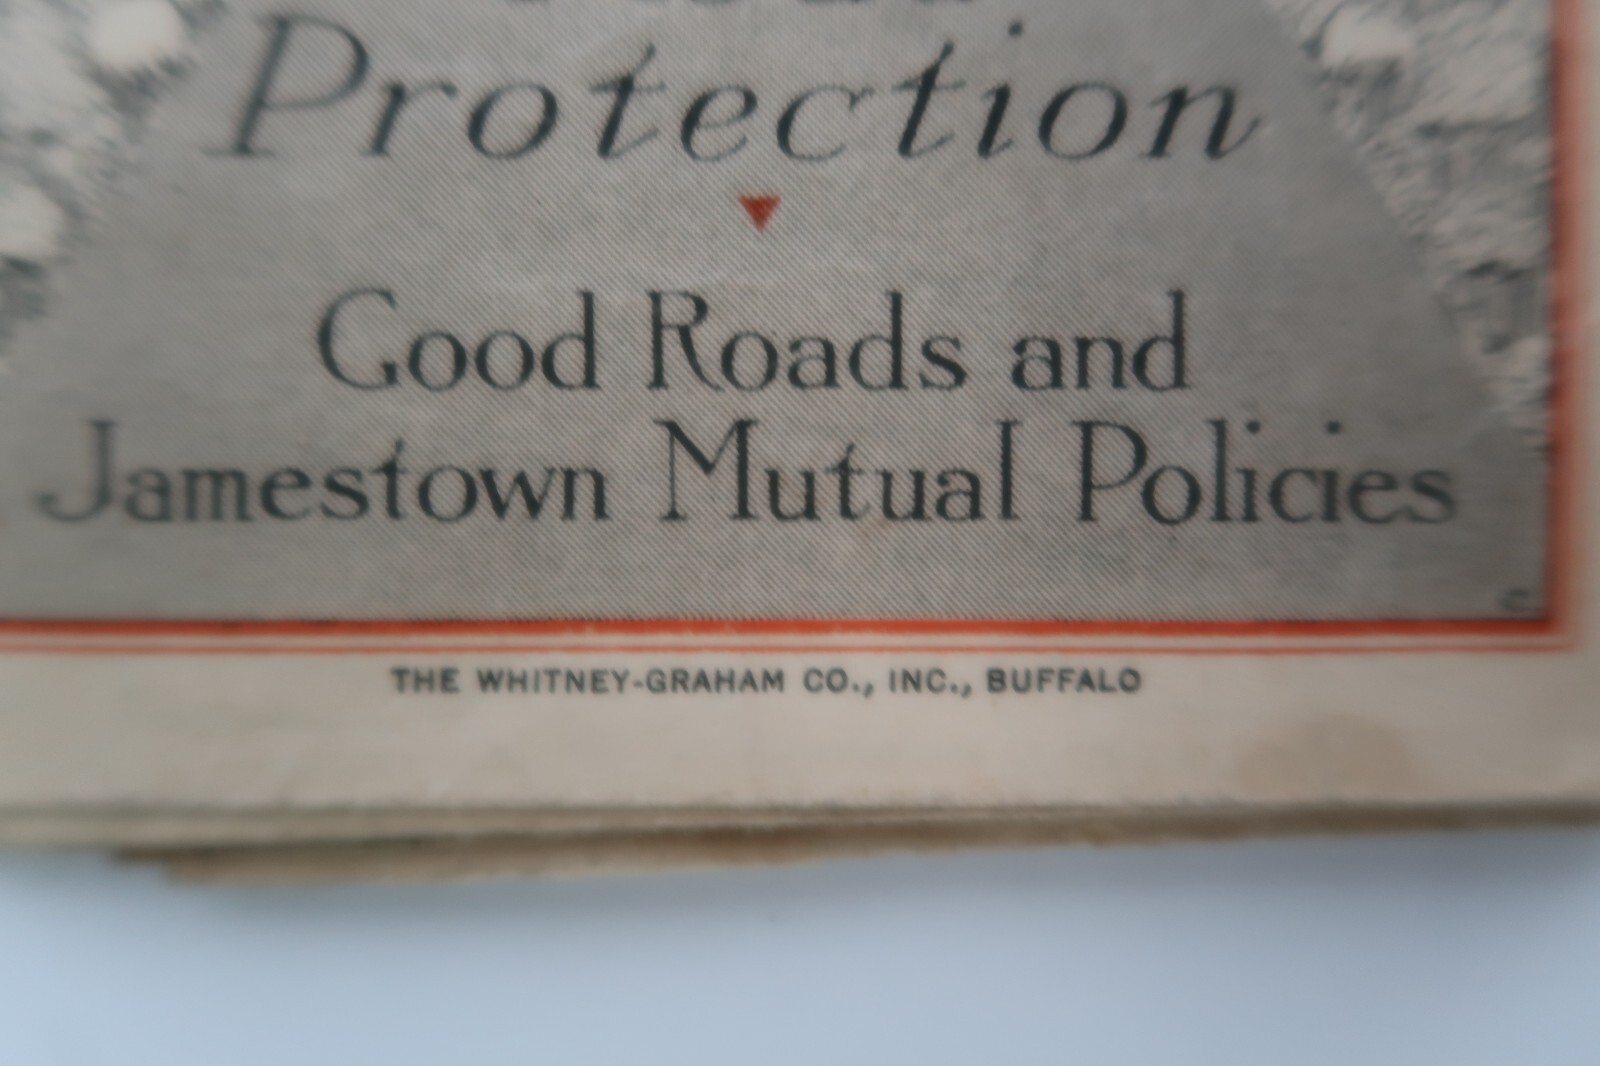 Protection
Good Roads and
Jamestown Mutual Policies
THE WHITNEY-GRAHAM CO., INC., BUFFALO